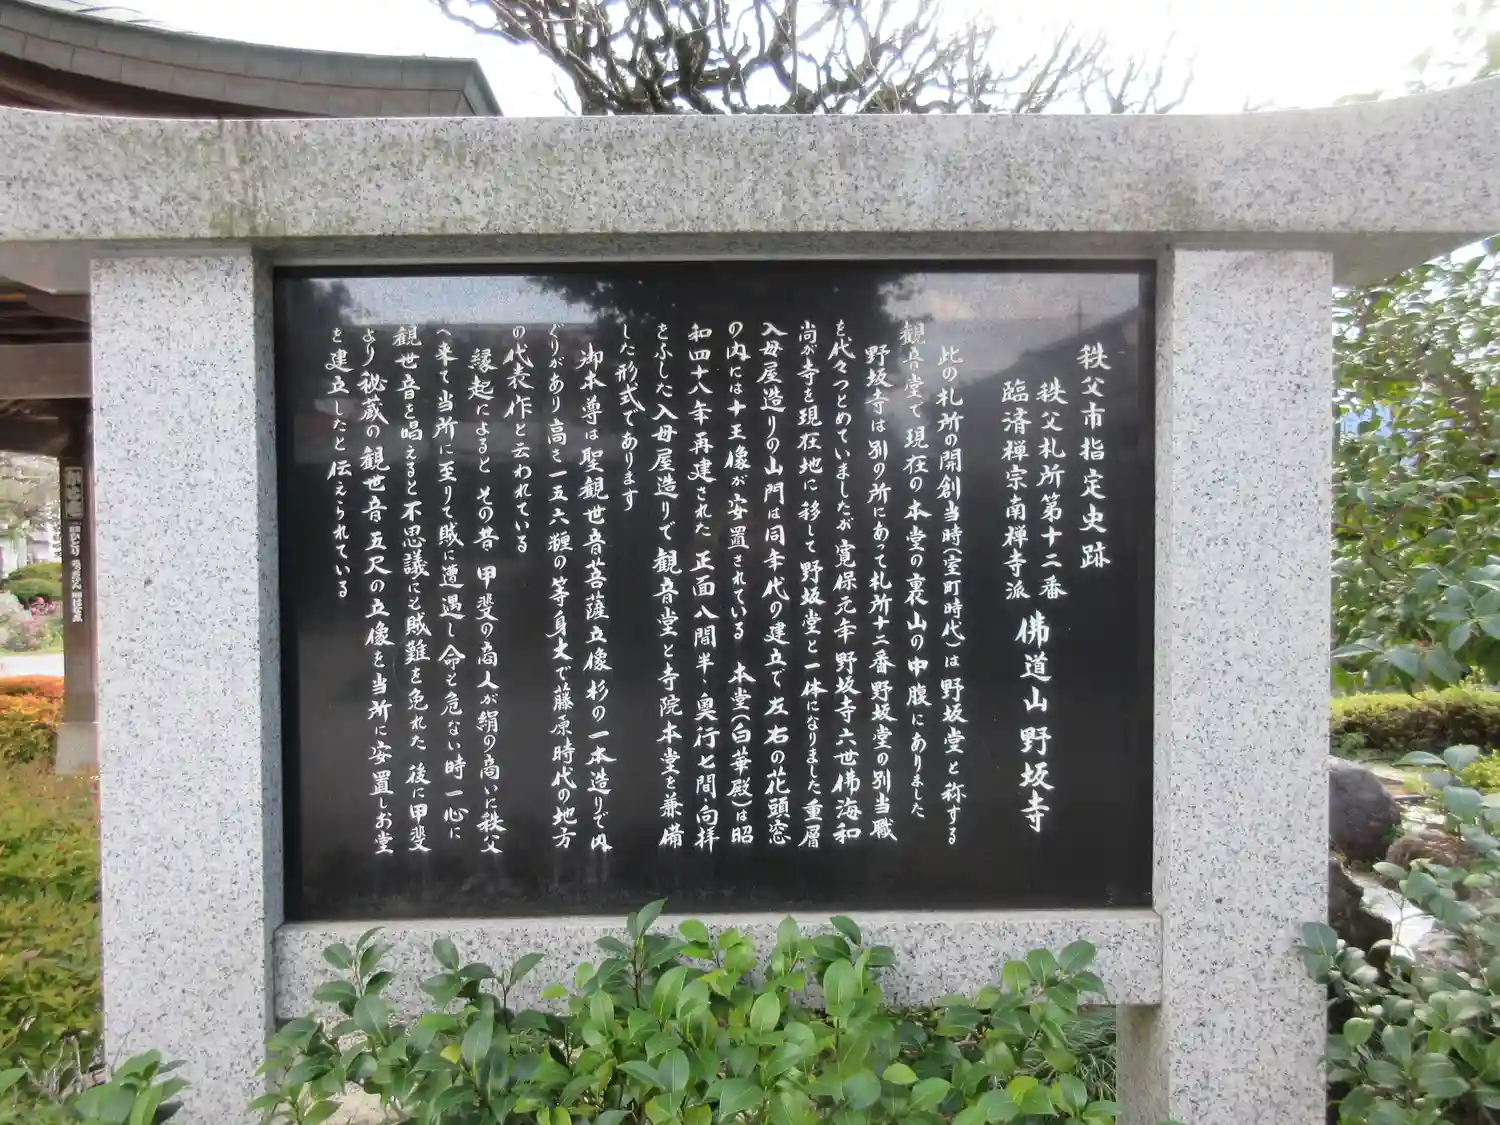 秩父市指定史跡
秩父札所第十二番
臨済禅宗南禅寺派
佛道山野坂寺
此の札所の開創当時(室町時代)は野坂堂と称する
観音堂で現在の本堂の裏山の中腹にありました
野坂寺は別の所にあって札所十二番野坂堂の別当職
を代々つとめていましたが寛保元年野坂寺六世佛海和
尚が寺を現在地に移して野坂堂と一体になりました重層
入母屋造りの山門は同年代の建立で左右の花頭窓
の内には十王像が安置されている 本堂(白華殿)は昭
和四十八年再建された正面八間半・奥行七間・向拝
をふした入母屋造りで観音堂と寺院本堂を兼備
した形式であります
御本尊は聖観世音菩薩立像杉の一本造りで内
ぐりがあり高さ一五六糎の等身大で藤原時代の地方
の代表作と云われている
縁起によると その昔 甲斐の商人が絹の商いに秩父
へ来て当所に至りて賊に遭遇し命と危ない時一心に
観世音を唱えると不思議にも賊難を免れた 後に甲斐
より秘蔵の観世音五尺の立像を当所に安置しお堂
を建立したと伝えられている